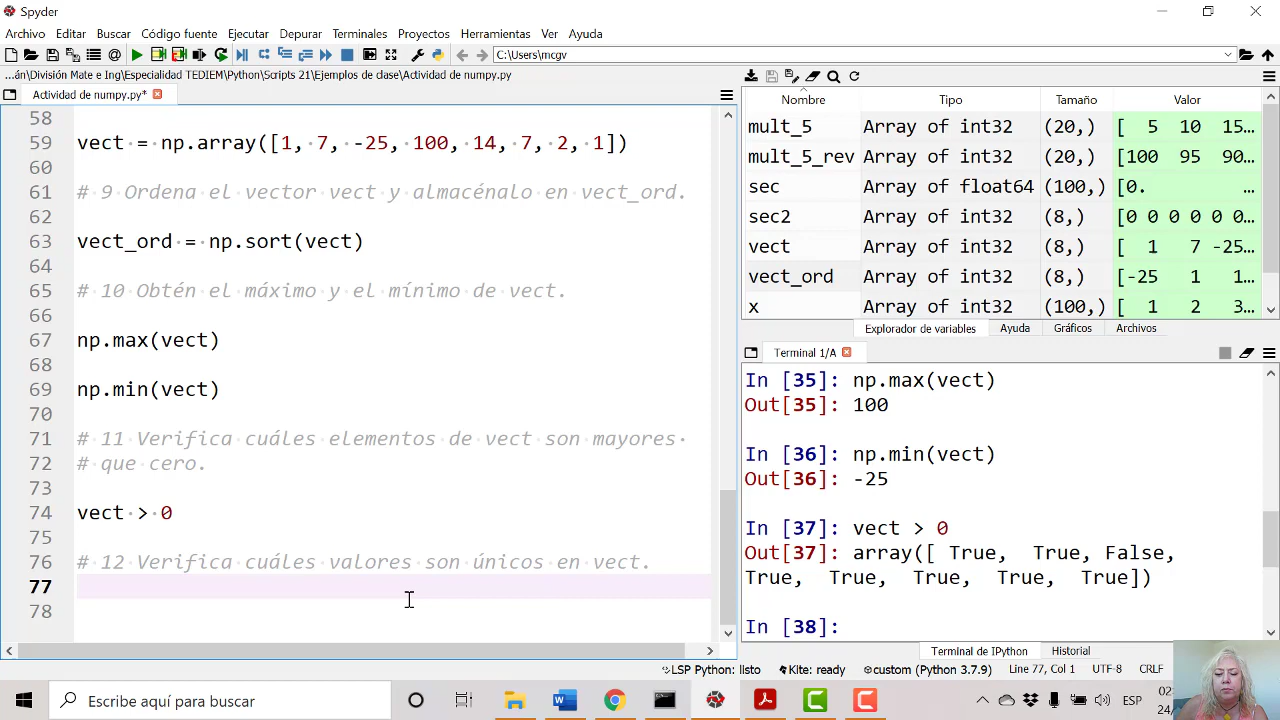 Spyder
Archivo Editar Buscar Código fuente Ejecutar Depurar Terminales Proyectos Herramientas Ver Ayuda
C:\Users\mcgv
...án\División Mate e Ing\Especialidad TEDIEM\Python\Scripts 21\Ejemplos de clase\Actividad de numpy.py
Actividad de numpy.py*
58
59 vect = np.array([1, 7, -25, 100, 14, 7, 2, 1])
60
61 # 9 Ordena el vector vect y almacénalo en vect_ord.
62
63 vect_ord = np.sort(vect)
64
65 # 10 Obtén el máximo y el mínimo de vect.
66
67 np.max(vect)
68
69 np.min(vect)
70
71 # 11 Verifica cuáles elementos de vect son mayores
72 # que cero.
73
74 vect > 0
75
76 # 12 Verifica cuáles valores son únicos en vect.
77
78
Nombre Tipo Tamaño Valor
mult_5 Array of int32 (20,) [ 5 10 15...
mult_5_rev Array of int32 (20,) [100 95 90...
sec Array of float64 (100,) [0. ...
sec2 Array of int32 (8,) [0 0 0 0 0 0...
vect Array of int32 (8,) [ 1 7 -25...
vect_ord Array of int32 (8,) [-25 1 1...
x Array of int32 (100,) [ 1 2 3...
Explorador de variables Ayuda Gráficos Archivos
Terminal 1/A
In [35]: np.max(vect)
Out[35]: 100
In [36]: np.min(vect)
Out[36]: -25
In [37]: vect > 0
Out[37]: array([ True, True, False,
True, True, True, True, True])
In [38]:
Terminal de IPython Historial
LSP Python: listo Kite: ready custom (Python 3.7.9) Line 77, Col 1 UTF-8 CRLF
Escribe aquí para buscar
ESP